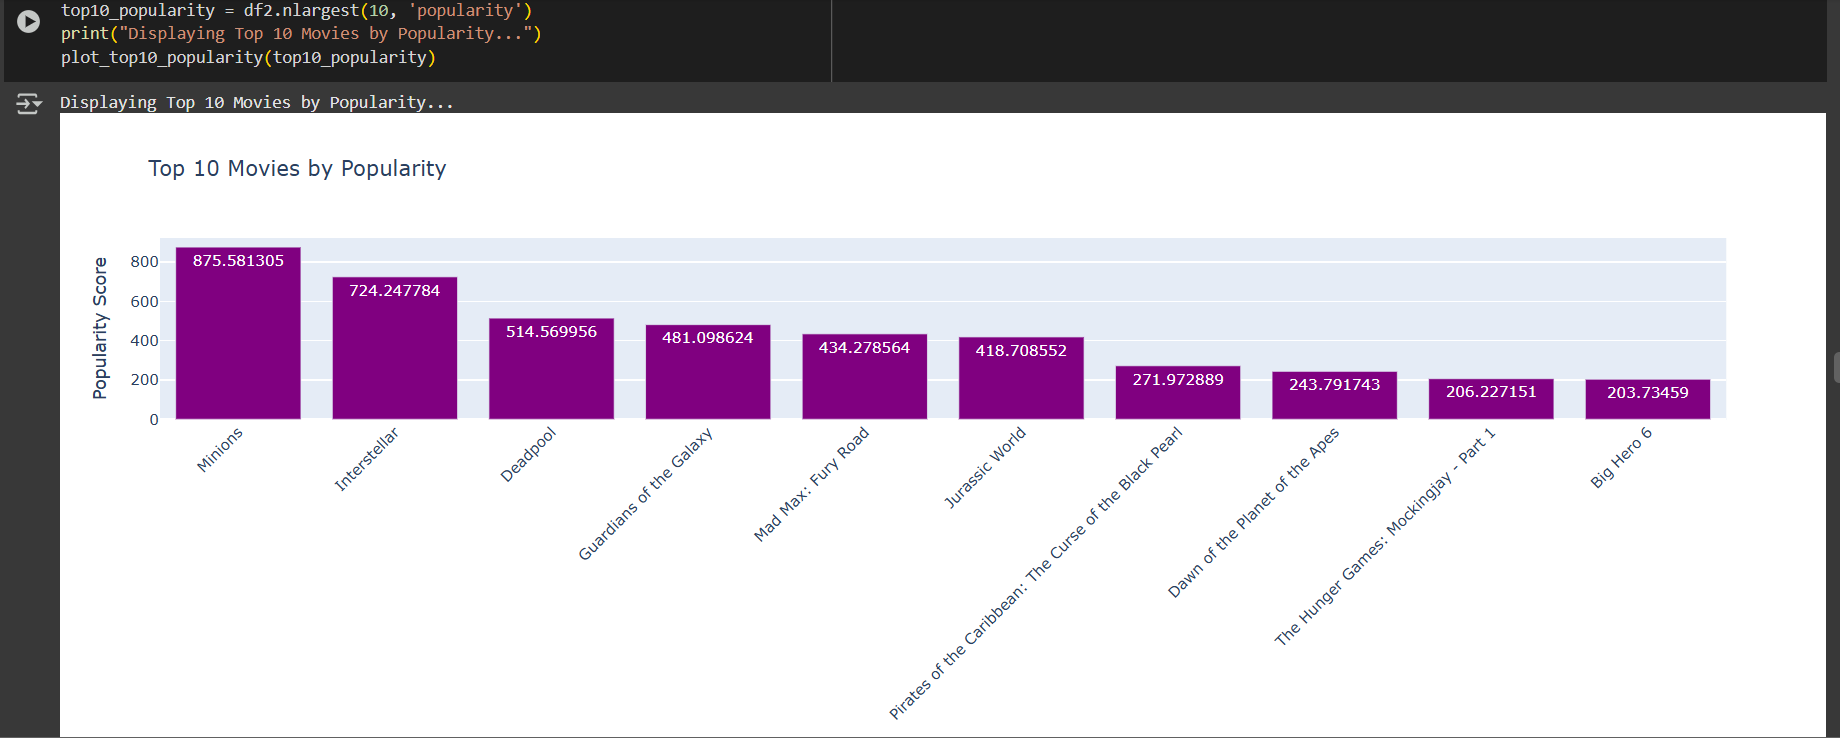 top10_popularity = df2.nlargest(10, 'popularity')
print("Displaying Top 10 Movies by Popularity...")
plot_top10_popularity(top10_popularity)
Displaying Top 10 Movies by Popularity...
Top 10 Movies by Popularity
Popularity Score
800
600
400
200
0
875.581305
724.247784
514.569956
481.098624
434.278564
418.708552
271.972889
243.791743
206.227151
203.73459
Minions
Interstellar
Deadpool
Guardians of the Galaxy
Mad Max: Fury Road
Jurassic World
Pirates of the Caribbean: The Curse of the Black Pearl
Dawn of the Planet of the Apes
The Hunger Games: Mockingjay - Part 1
Big Hero 6